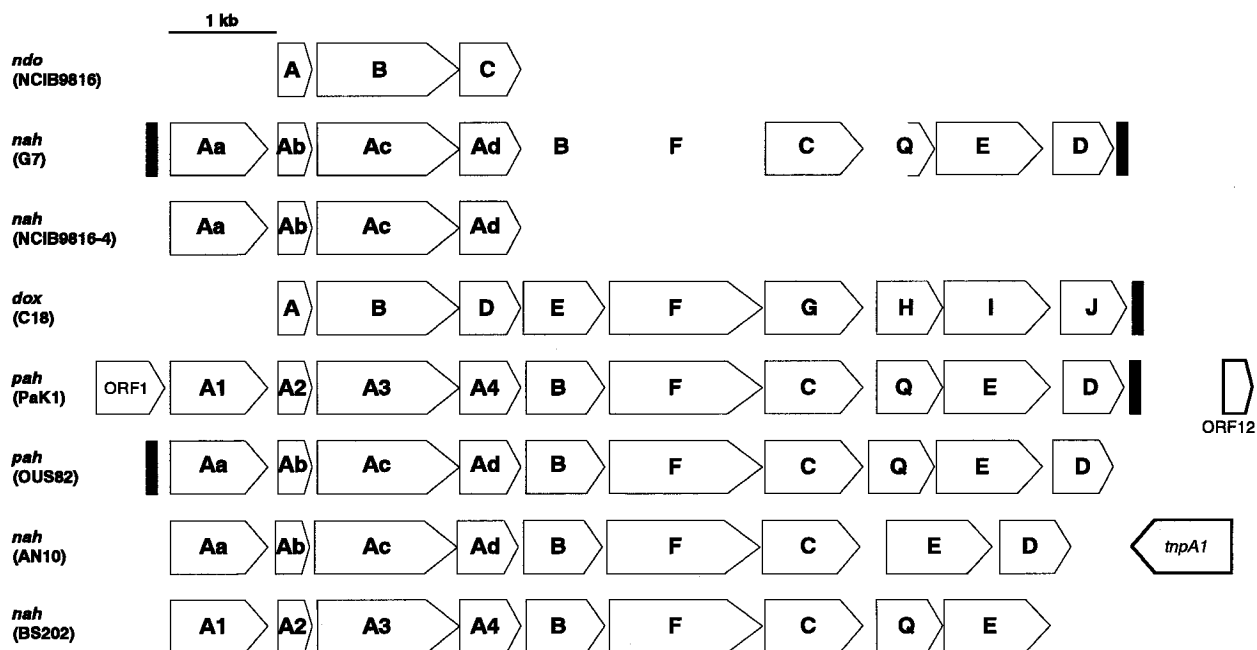 1 kb
ndo
(NCIB9816)
A B C
nah
(G7)
Aa Ab Ac Ad B F C Q E D
nah
(NCIB9816-4)
Aa Ab Ac Ad
dox
(C18)
A B D E F G H I J
pah
(PaK1)
ORF1 A1 A2 A3 A4 B F C Q E D
ORF12
pah
(OUS82)
Aa Ab Ac Ad B F C Q E D
nah
(AN10)
Aa Ab Ac Ad B F C E D tnpA1
nah
(BS202)
A1 A2 A3 A4 B F C Q E